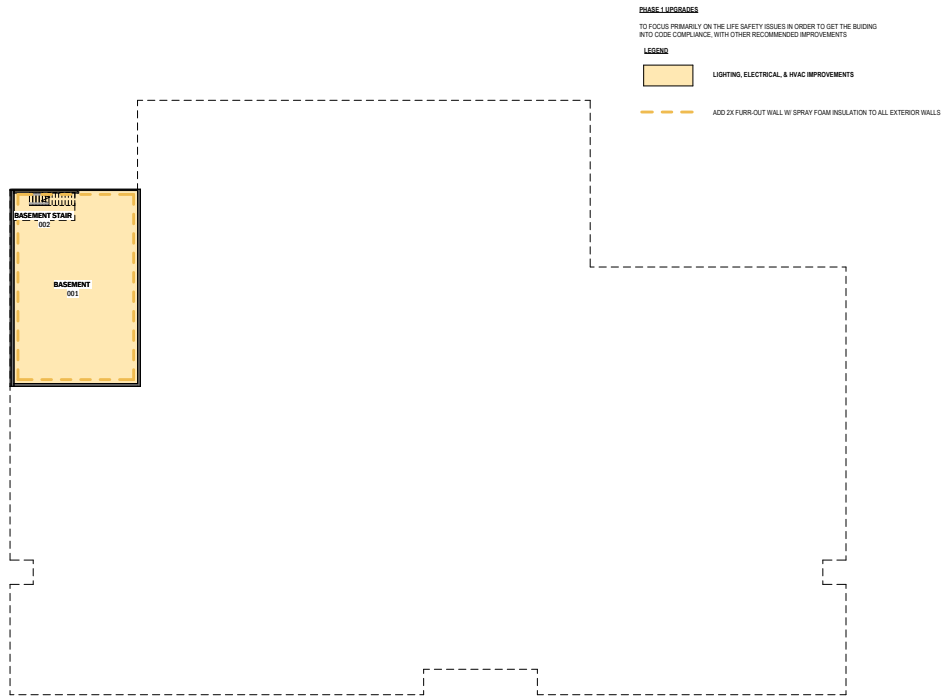 PHASE 1 UPGRADES
TO FOCUS PRIMARILY ON THE LIFE SAFETY ISSUES IN ORDER TO GET THE BUIDING
INTO CODE COMPLIANCE, WITH OTHER RECOMMENDED IMPROVEMENTS
LEGEND
LIGHTING, ELECTRICAL, & HVAC IMPROVEMENTS
ADD 2X FURR-OUT WALL W/ SPRAY FOAM INSULATION TO ALL EXTERIOR WALLS
BASEMENT STAIR
002
BASEMENT
001